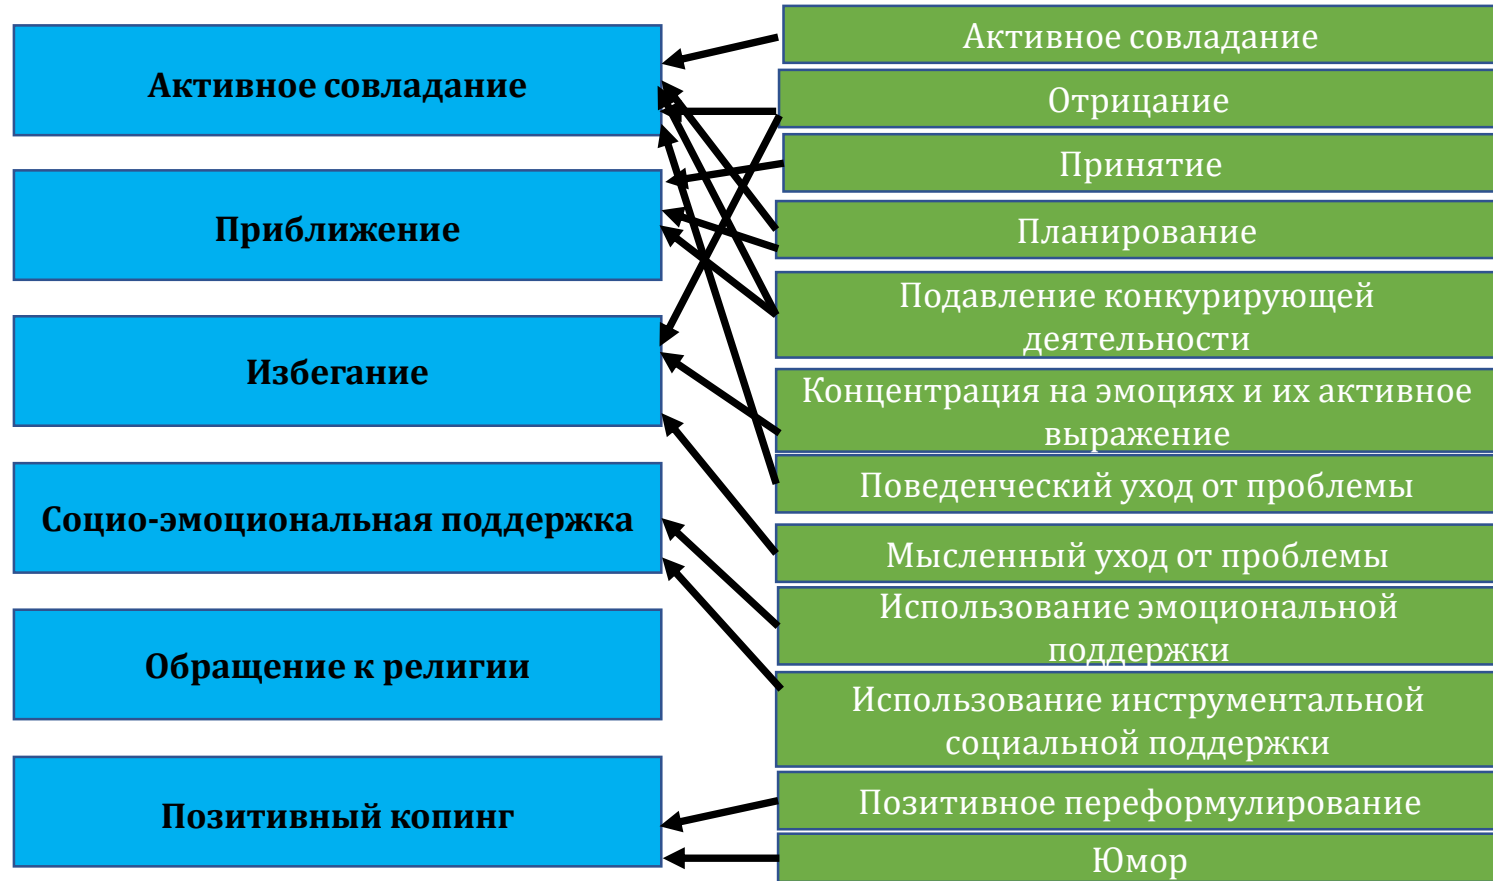 Активное совладание
Приближение
Избегание
Социо-эмоциональная поддержка
Обращение к религии
Позитивный копинг
Активное совладание
Отрицание
Принятие
Планирование
Подавление конкурирующей
деятельности
Концентрация на эмоциях и их активное
выражение
Поведенческий уход от проблемы
Мысленный уход от проблемы
Использование эмоциональной
поддержки
Использование инструментальной
социальной поддержки
Позитивное переформулирование
Юмор